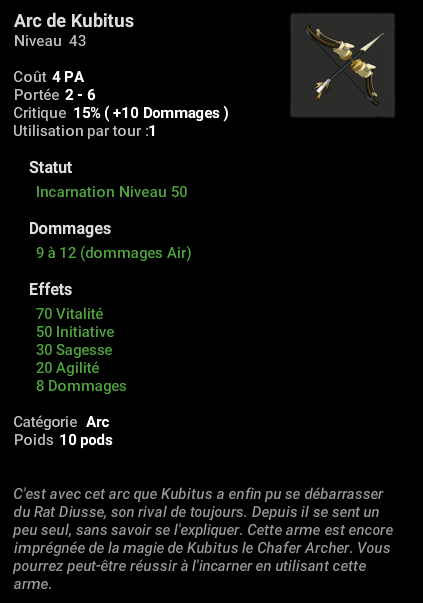 Arc de Kubitus
Niveau 43
Coût 4 PA
Portée 2 - 6
Critique 15% ( +10 Dommages )
Utilisation par tour :1
Statut
Incarnation Niveau 50
Dommages
9 à 12 (dommages Air)
Effets
70 Vitalité
50 Initiative
30 Sagesse
20 Agilité
8 Dommages
Catégorie Arc
Poids 10 pods
C'est avec cet arc que Kubitus a enfin pu se débarrasser
du Rat Diusse, son rival de toujours. Depuis il se sent un
peu seul, sans savoir se l'expliquer. Cette arme est encore
imprégnée de la magie de Kubitus le Chafer Archer. Vous
pourrez peut-être réussir à l'incarner en utilisant cette
arme.